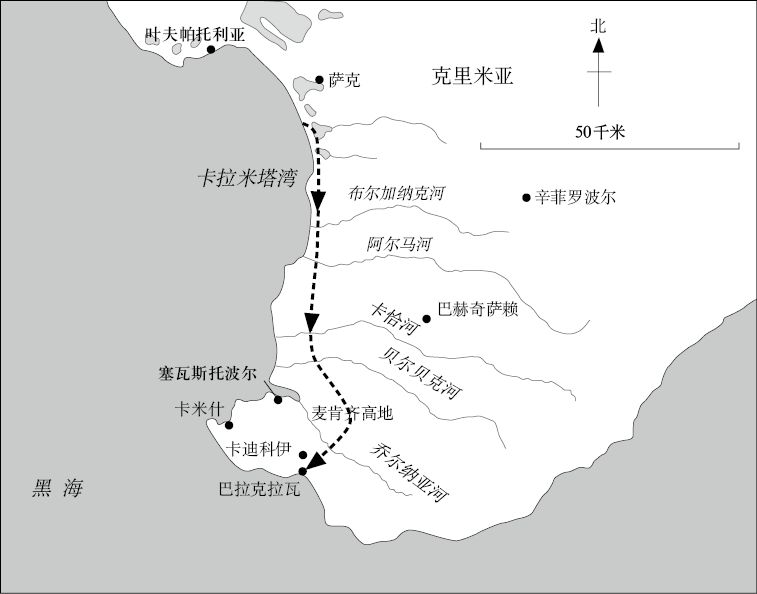 叶夫帕托利亚
北
萨克
克里米亚
50千米
卡拉米塔湾
布尔加纳克河
辛菲罗波尔
阿尔马河
卡恰河
巴赫奇萨赖
贝尔贝克河
塞瓦斯托波尔
卡米什
麦肯齐高地
卡迪科伊
乔尔纳亚河
巴拉克拉瓦
黑海